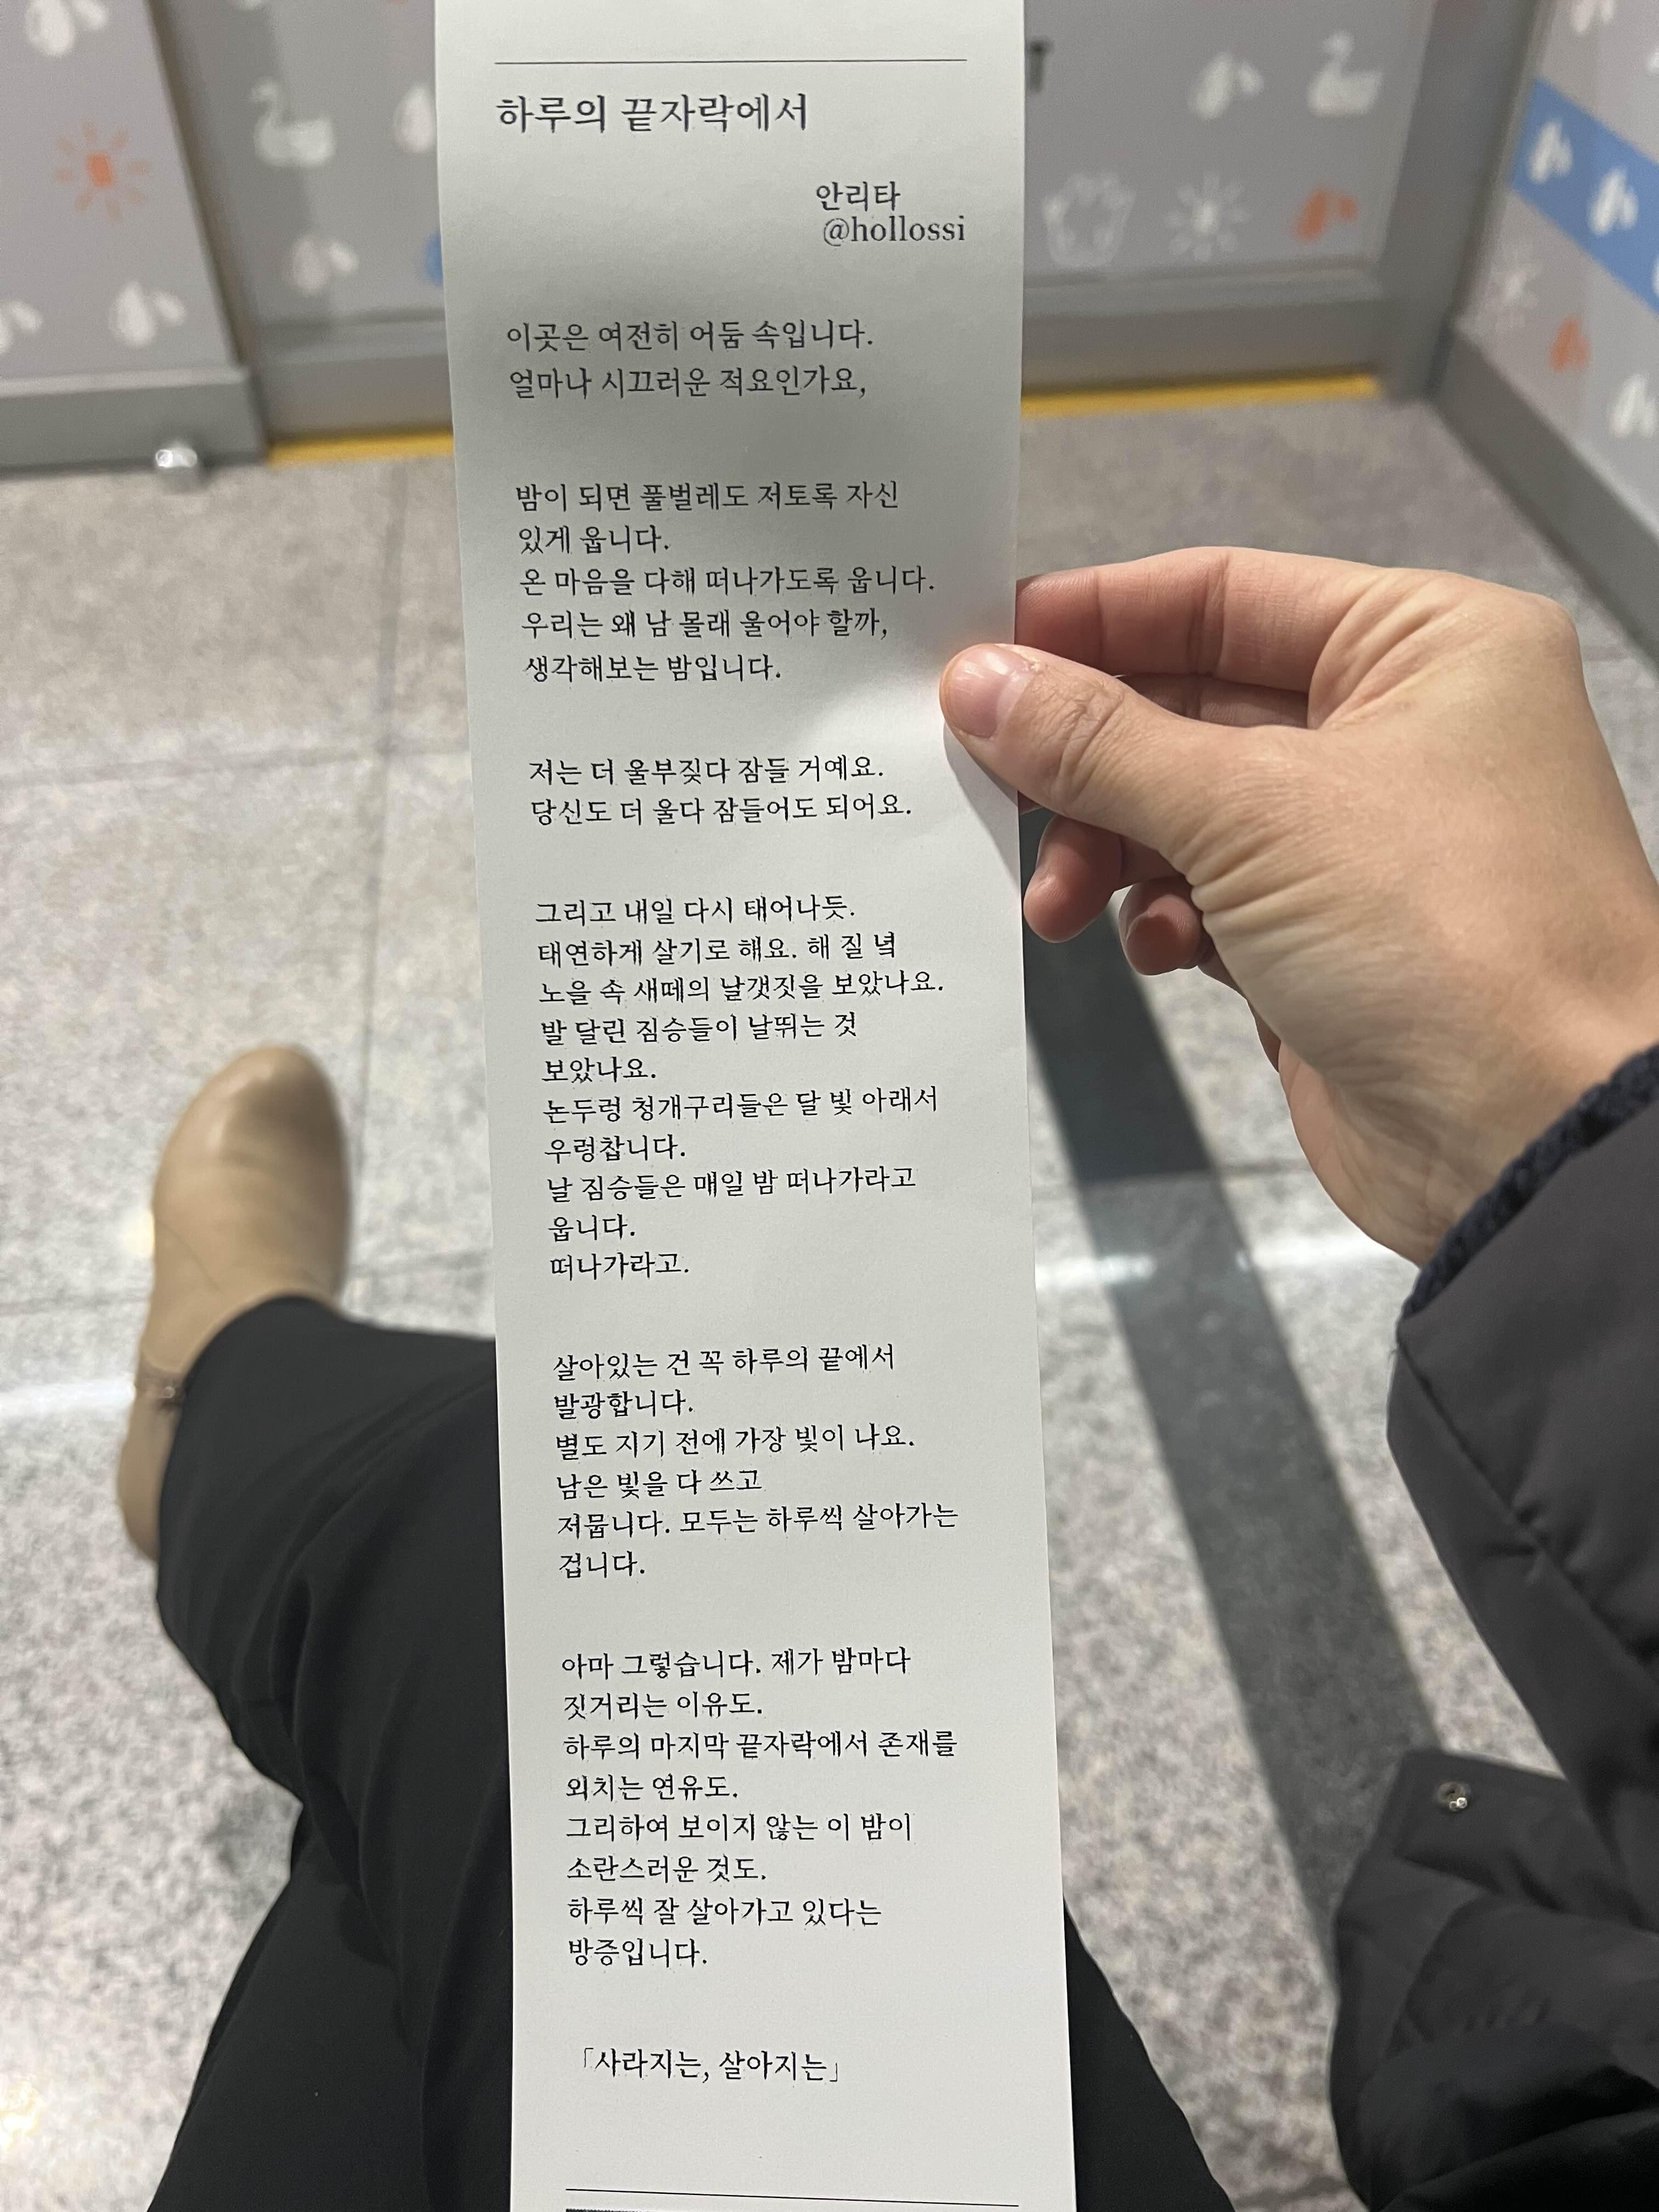 하루의 끝자락에서
안리타
@hollossi
이곳은 여전히 어둠 속입니다.
얼마나 시끄러운 적요인가요,
밤이 되면 풀벌레도 저토록 자신
있게 웁니다.
온 마음을 다해 떠나가도록 웁니다.
우리는 왜 남 몰래 울어야 할까,
생각해보는 밤입니다.
저는 더 울부짖다 잠들 거예요.
당신도 더 울다 잠들어도 되어요.
그리고 내일 다시 태어나듯.
태연하게 살기로 해요. 해 질 녘
노을 속 새떼의 날갯짓을 보았나요.
발 달린 짐승들이 날뛰는 것
보았나요.
논두렁 청개구리들은 달 빛 아래서
우렁찹니다.
날 짐승들은 매일 밤 떠나가라고
웁니다.
떠나가라고.
살아있는 건 꼭 하루의 끝에서
발광합니다.
별도 지기 전에 가장 빛이 나요.
남은 빛을 다 쓰고
저뭅니다. 모두는 하루씩 살아가는
겁니다.
아마 그렇습니다. 제가 밤마다
짓거리는 이유도.
하루의 마지막 끝자락에서 존재를
외치는 연유도.
그리하여 보이지 않는 이 밤이
소란스러운 것도.
하루씩 잘 살아가고 있다는
방증입니다.
「사라지는, 살아지는」